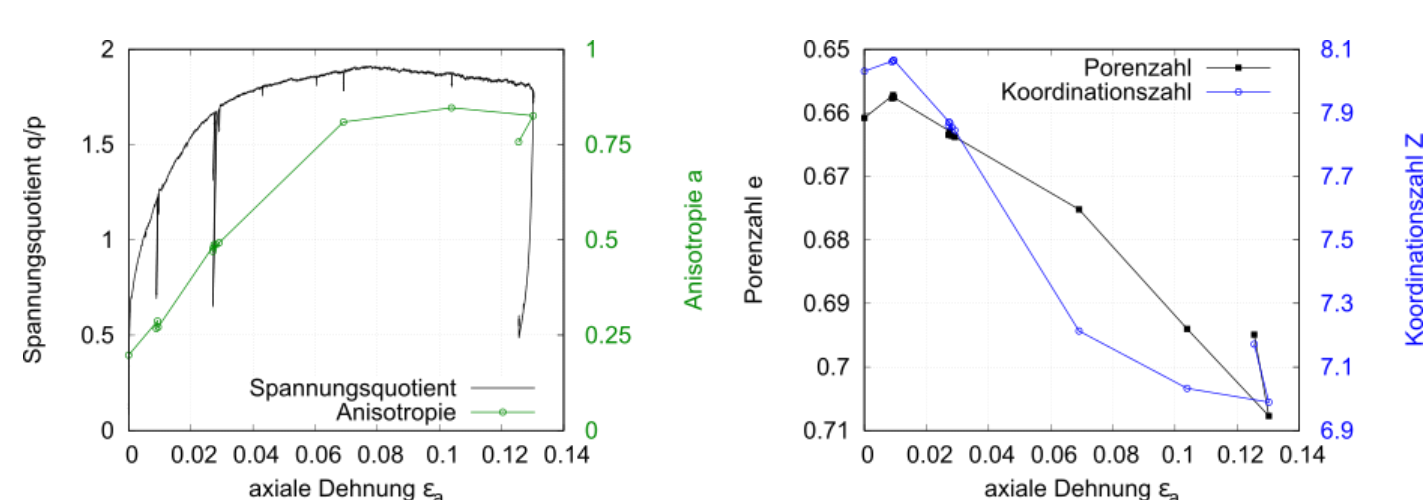 2
1.5
1
0.5
0
Spannungsquotient q/p
1
0.75
0.5
0.25
0
Anisotropie a
Spannungsquotient
Anisotropie
0 0.02 0.04 0.06 0.08 0.1 0.12 0.14
axiale Dehnung εa
0.65
0.66
0.67
0.68
0.69
0.7
0.71
Porenzahl e
8.1
7.9
7.7
7.5
7.3
7.1
6.9
Koordinationszahl Z
Porenzahl
Koordinationszahl
0 0.02 0.04 0.06 0.08 0.1 0.12 0.14
axiale Dehnung εa